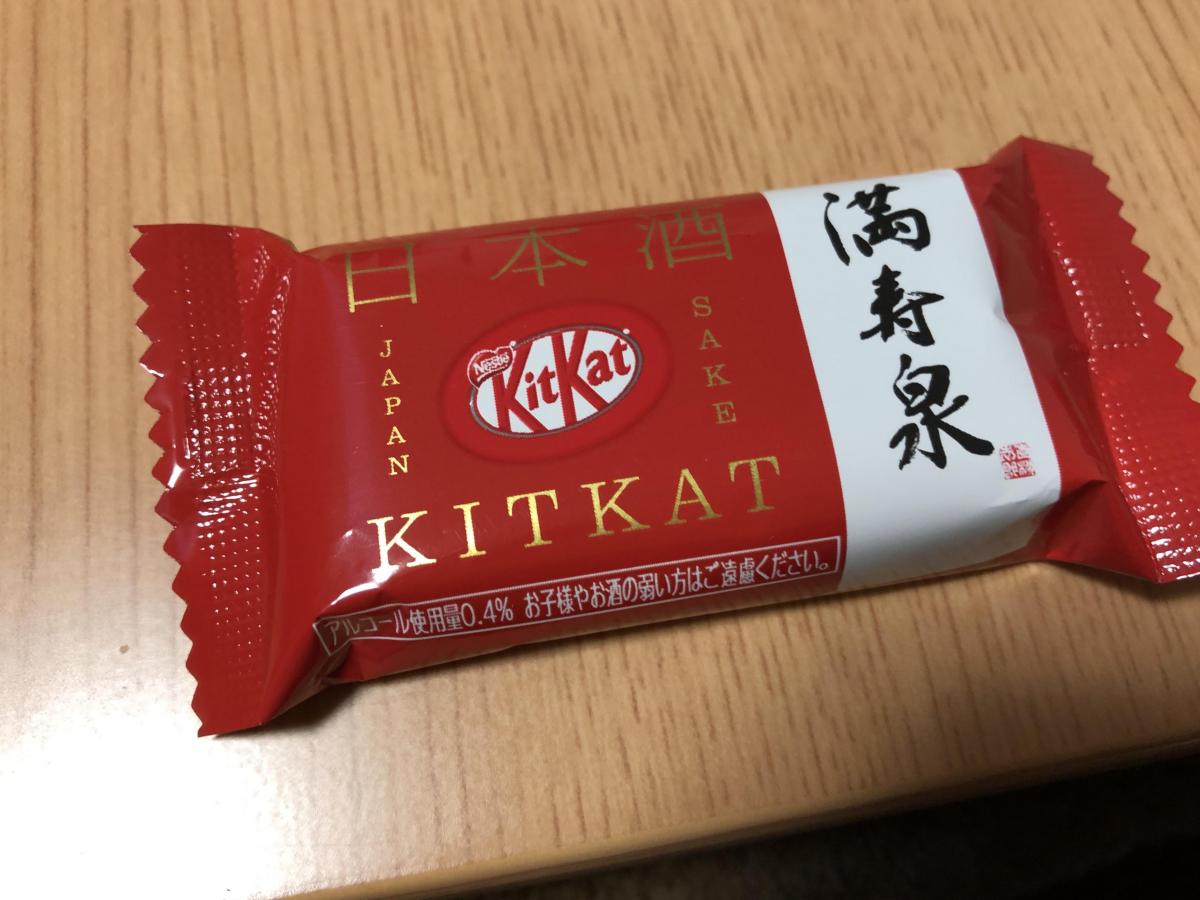 日本酒
JAPAN
SAKE
Nestlé
KitKat
KITKAT
アルコール使用量0.4% お子様やお酒の弱い方はご遠慮ください。
満寿泉